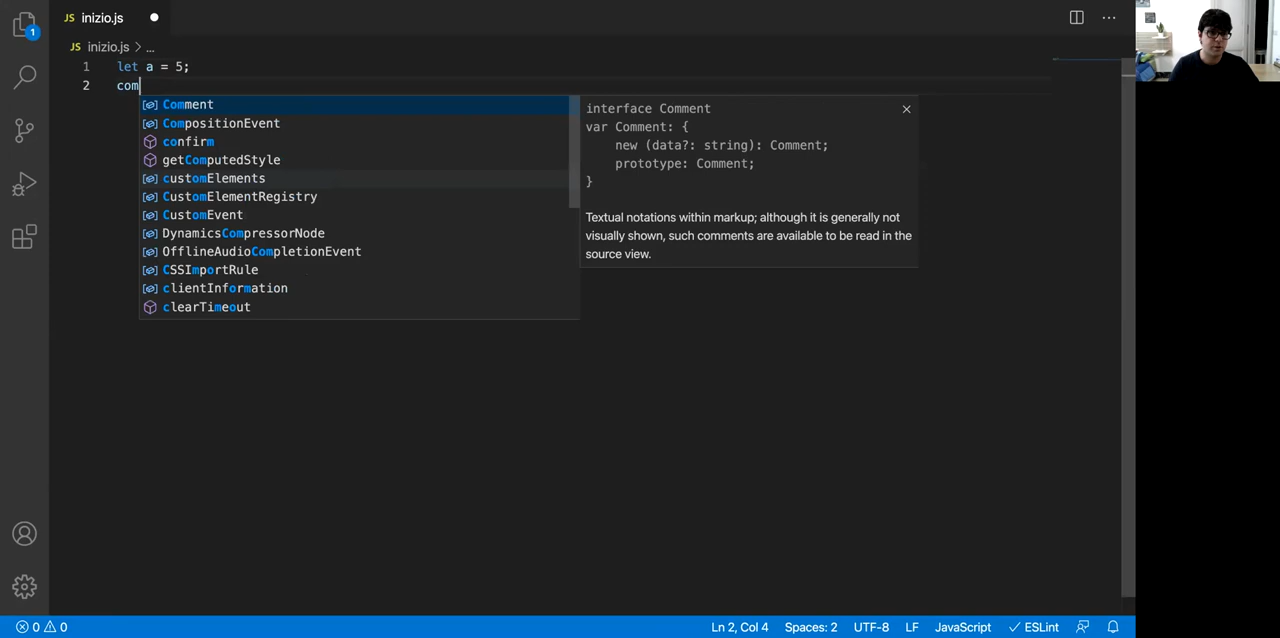 1
JS inizio.js
JS inizio.js > ...
1 let a = 5;
2 com
Comment
CompositionEvent
confirm
getComputedStyle
customElements
CustomElementRegistry
CustomEvent
DynamicsCompressorNode
OfflineAudioCompletionEvent
CSSImportRule
clientInformation
clearTimeout
interface Comment
var Comment: {
new (data?: string): Comment;
prototype: Comment;
}
Textual notations within markup; although it is generally not
visually shown, such comments are available to be read in the
source view.
0 0 Ln 2, Col 4 Spaces: 2 UTF-8 LF JavaScript ESLint